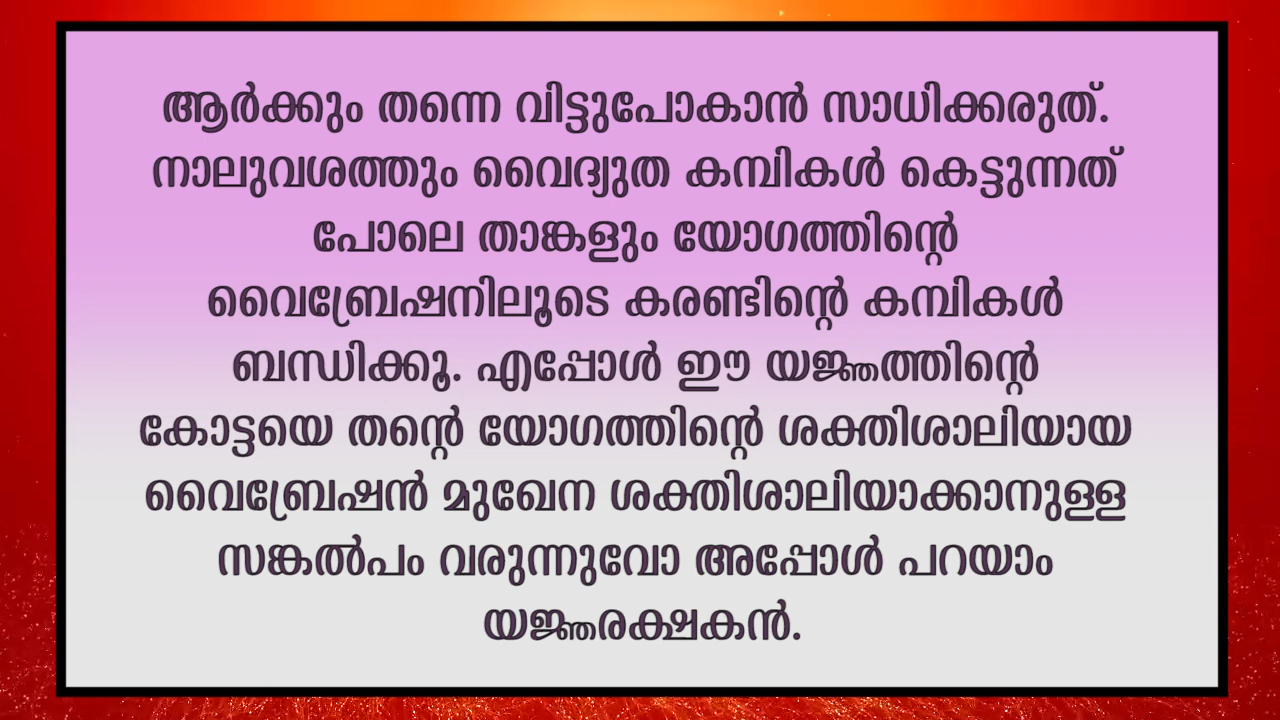 ആർക്കും തന്നെ വിട്ടുപോകാൻ സാധിക്കരുത്.
നാലുവശത്തും വൈദ്യുത കമ്പികൾ കെട്ടുന്നത്
പോലെ താങ്കളും യോഗത്തിന്റെ
വൈബ്രേഷനിലൂടെ കരണ്ടിന്റെ കമ്പികൾ
ബന്ധിക്കൂ. എപ്പോൾ ഈ യജ്ഞത്തിന്റെ
കോട്ടയെ തന്റെ യോഗത്തിന്റെ ശക്തിശാലിയായ
വൈബ്രേഷൻ മുഖേന ശക്തിശാലിയാക്കാനുള്ള
സങ്കൽപം വരുന്നുവോ അപ്പോൾ പറയാം
യജ്ഞരക്ഷകൻ.